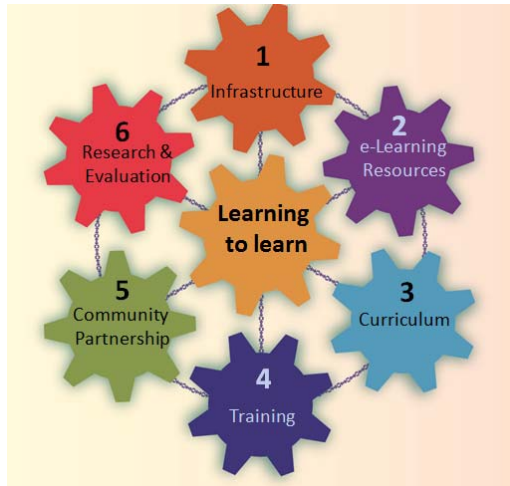 1
Infrastructure
2
e-Learning
Resources
3
Curriculum
4
Training
5
Community
Partnership
6
Research &
Evaluation
Learning
to learn